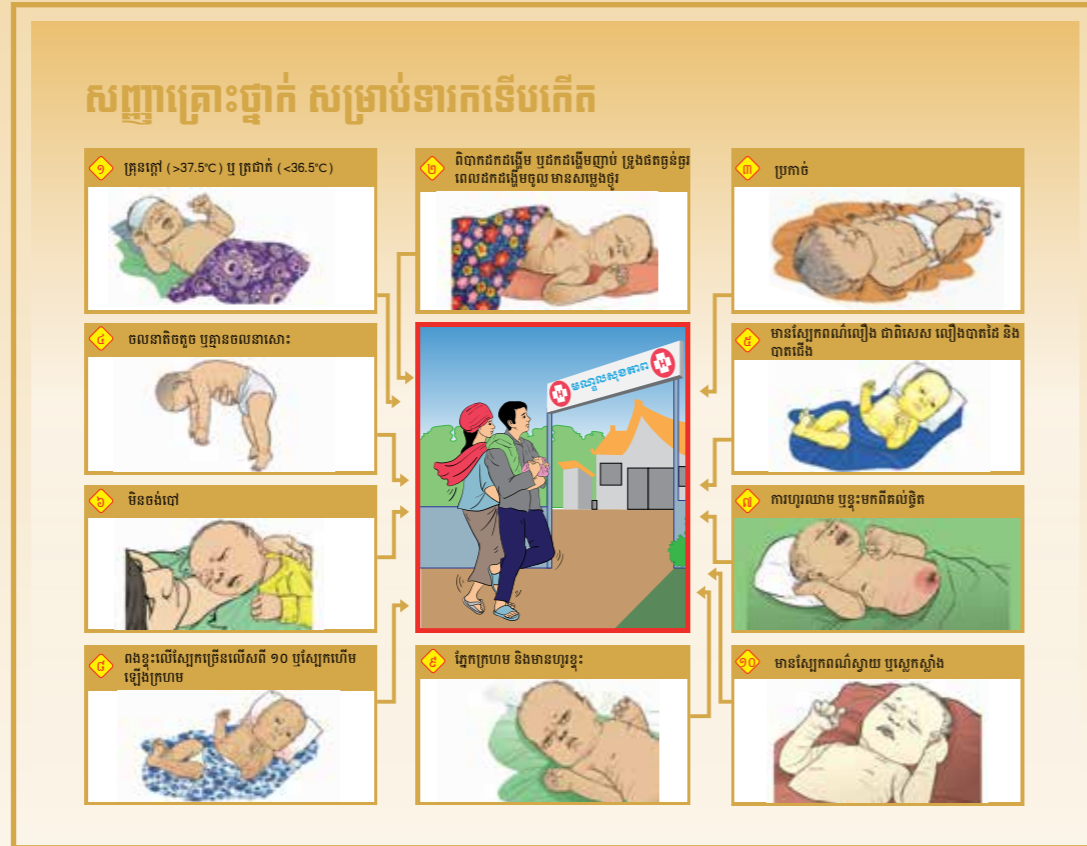 សញ្ញាគ្រោះថ្នាក់ សម្រាប់ទារកទើបកើត
១ គ្រុនក្តៅ (>37.5°C) ឬ ត្រជាក់ (<36.5°C)
២ ពិបាកដកដង្ហើម ឬដកដង្ហើមញាប់ ទ្រូងផតធ្ងន់ធ្ងរ
ពេលដកដង្ហើមចូល មានសម្លេងថ្ងូរ
៣ ប្រកាច់
៤ ចលនាតិចតួច ឬគ្មានចលនាសោះ
៥ មានស្បែកពណ៌លឿង ជាពិសេស លឿងបាតដៃ និង
បាតជើង
មណ្ឌលសុខភាព
H
H
៦ មិនចង់បៅ
៧ ការហូរឈាម ឬខ្ទុះមកពីគល់ផ្ចិត
៨ ពងខ្ទុះលើស្បែកច្រើនលើសពី ១០ ឬស្បែកហើម
ឡើងក្រហម
៩ ភ្នែកក្រហម និងមានហូរខ្ទុះ
១០ មានស្បែកពណ៌ស្វាយ ឬស្លេកស្លាំង